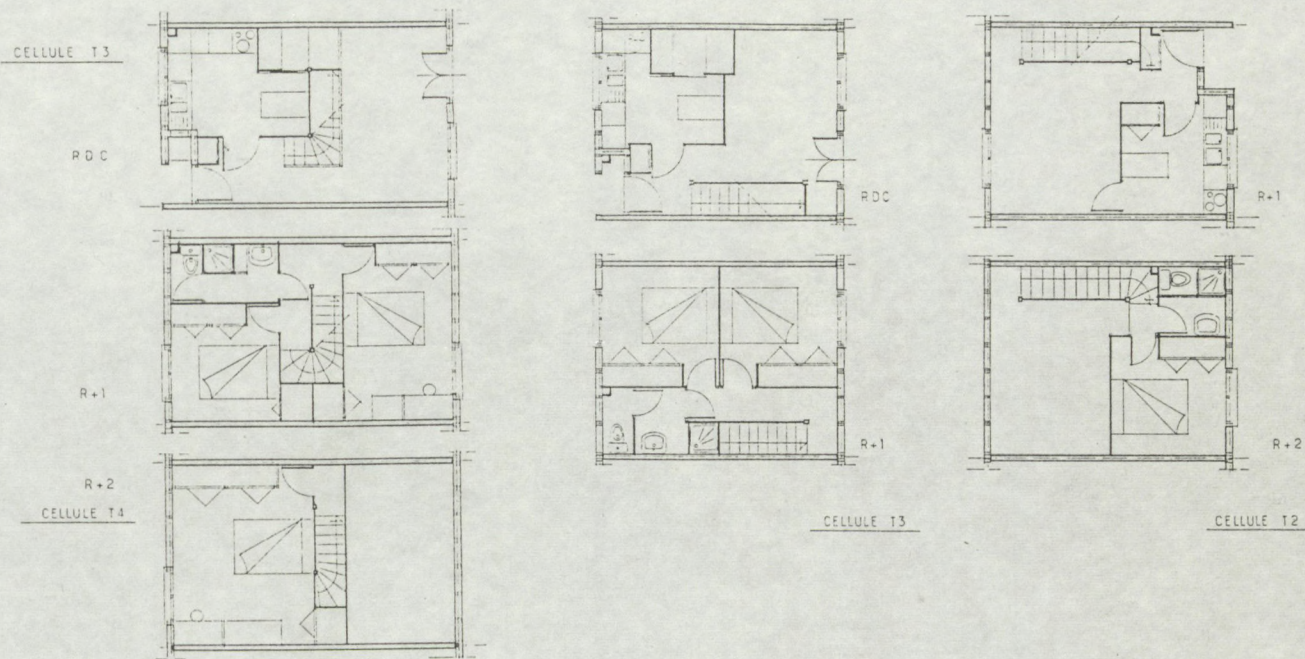 CELLULE T3
RDC
R+1
R+2
CELLULE T4
RDC
R+1
CELLULE T3
R+1
R+2
CELLULE T2